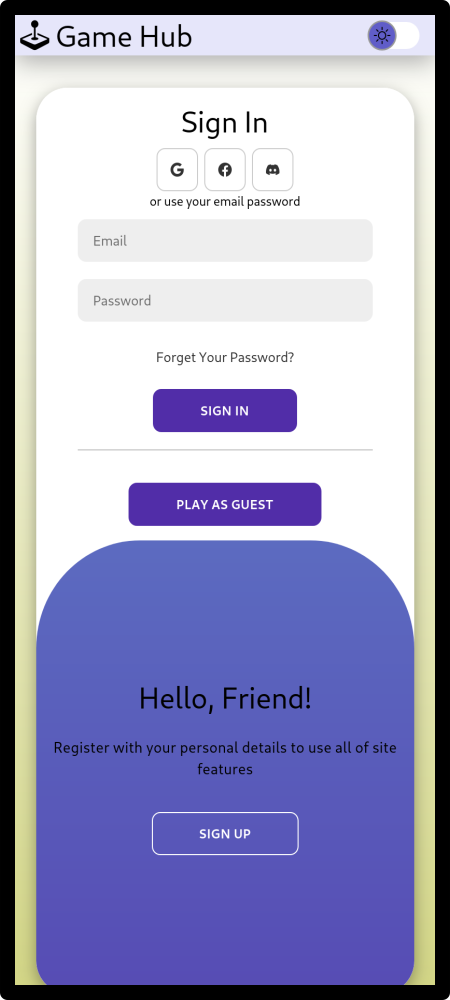 Game Hub
Sign In
or use your email password
Email
Password
Forget Your Password?
SIGN IN
PLAY AS GUEST
Hello, Friend!
Register with your personal details to use all of site
features
SIGN UP